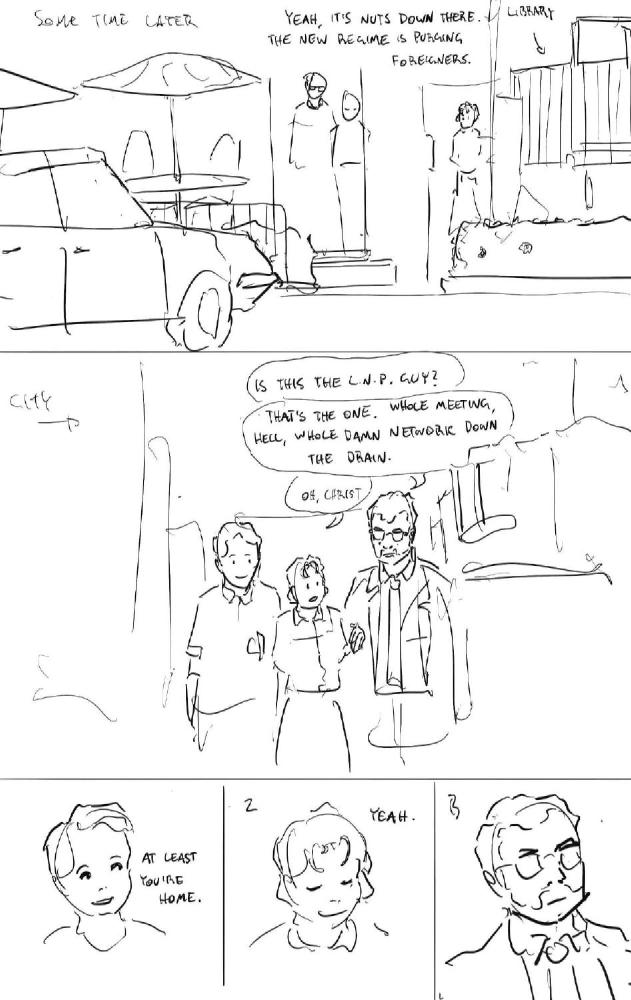 SOME TIME LATER
YEAH, IT'S NUTS DOWN THERE.
THE NEW REGIME IS PURGING
FOREIGNERS.
LIBRARY
CITY
IS THIS THE L.N.P. GUY?
THAT'S THE ONE. WHOLE MEETING,
HELL, WHOLE DAMN NETWORK DOWN
THE DRAIN.
OH, CHRIST
AT LEAST
YOU'RE
HOME.
2
YEAH.
3